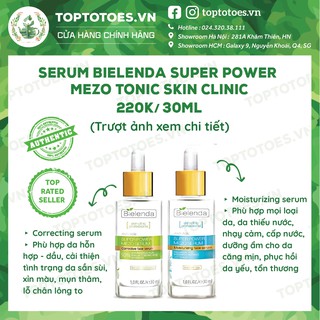 TOPTOTOES.VN
CỬA HÀNG CHÍNH HÃNG
/toptotoes.vn
Hotline: 024.320.38.111
Showroom Hà Nội : 281A Khâm Thiên, HN
Showroom HCM : Galaxy 9, Nguyễn Khoái, Q4, SG
SERUM BIELENDA SUPER POWER
MEZO TONIC SKIN CLINIC
220K/ 30ML
(Trượt ảnh xem chi tiết)
AUTHENTIC
TOP
RATED
SELLER
Correcting serum
Phù hợp da hỗn
hợp - dầu, cải thiện
tình trạng da sần sùi,
xỉn màu, mụn thâm,
lỗ chân lông to
Bielenda
Bielenda
Moisturizing serum
Phù hợp mọi loại
da, da thiếu nước,
nhạy cảm, cấp nước,
dưỡng ẩm cho da
căng mịn, phục hồi
da yếu, tổn thương